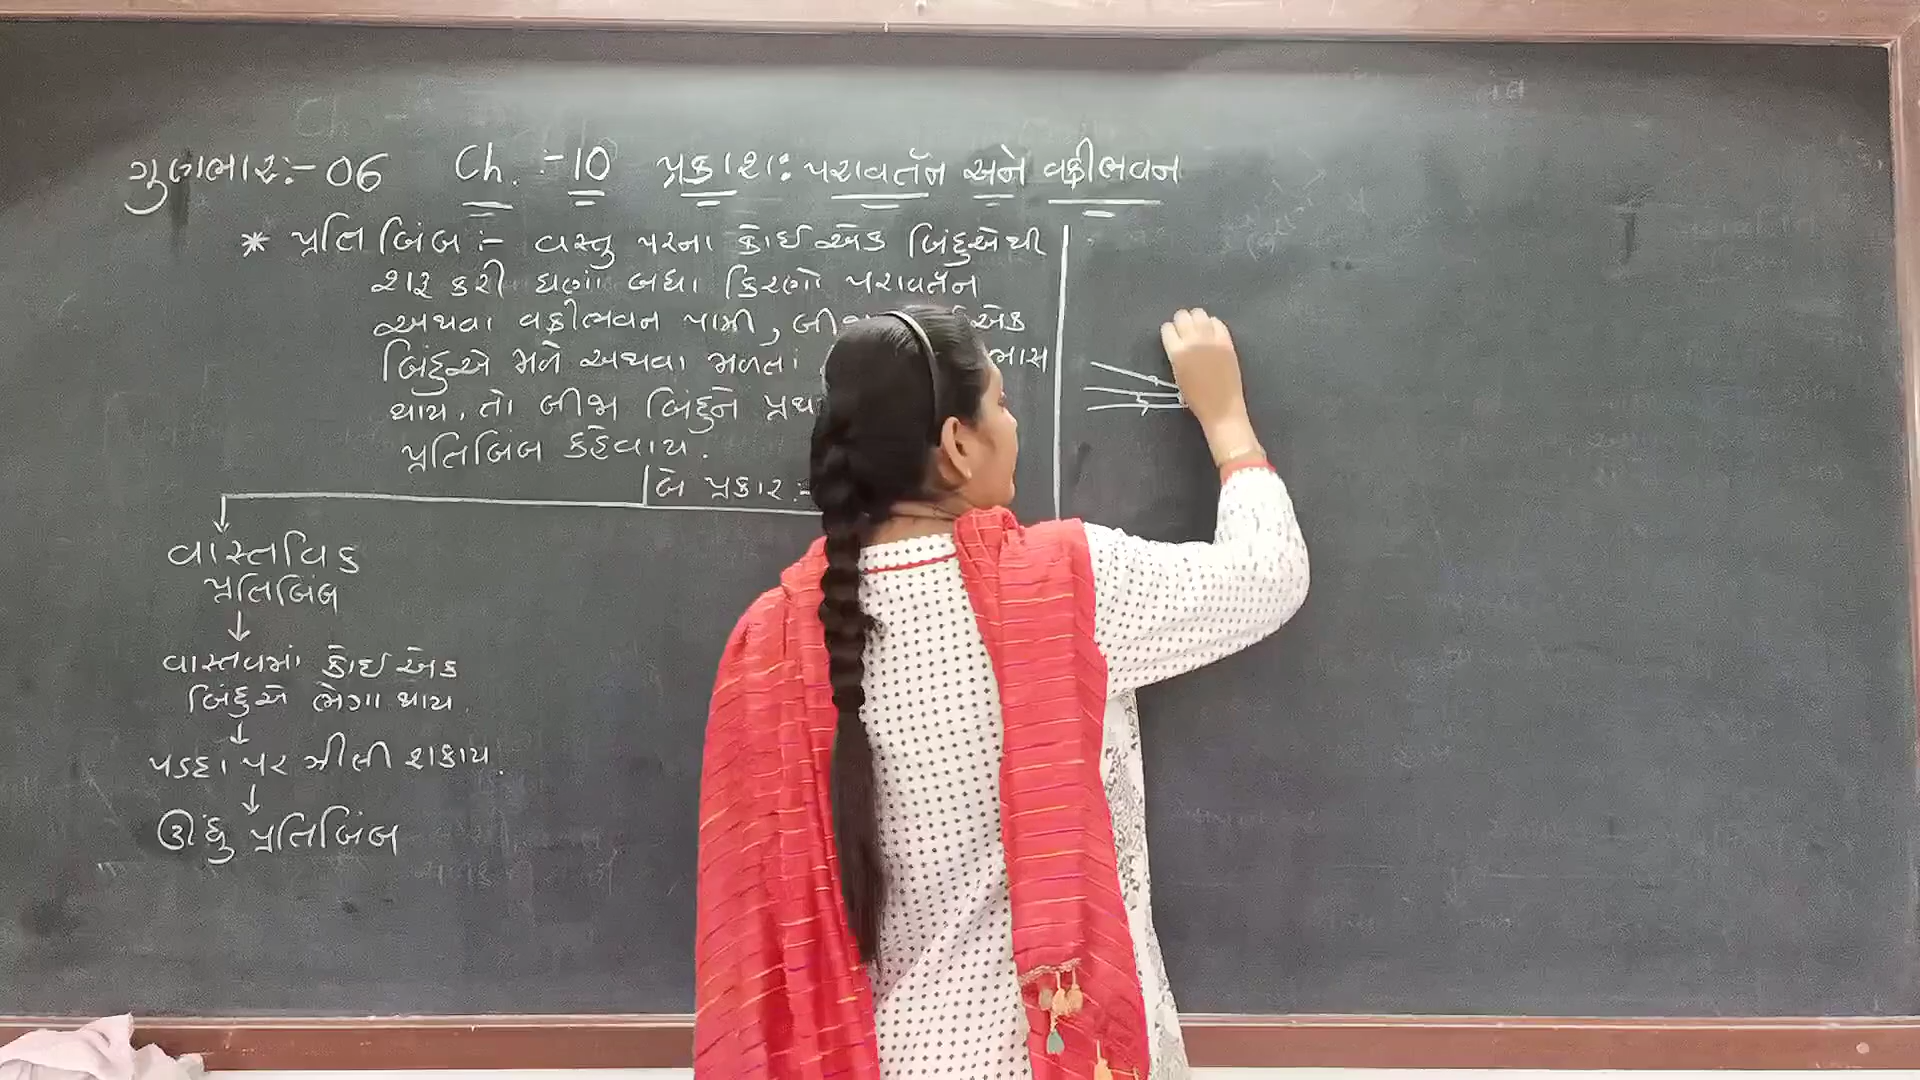 ગુણભાર:-06 Ch. :-10 પ્રકાશ: પરાવર્તન અને વક્રીભવન
* પ્રતિબિંબ :- વસ્તુ પરના કોઈ એક બિંદુએથી
શરૂ કરી ઘણાં બધા કિરણો પરાવર્તન
અથવા વક્રીભવન પામી, બીજા એક
બિંદુએ મળે અથવા મળતાં ભાસ
થાય. તો બીજા બિંદુને
પ્રતિબિંબ કહેવાય.
બે પ્રકાર :-
વાસ્તવિક
પ્રતિબિંબ
વાસ્તવમાં કોઈ એક
બિંદુએ ભેગા થાય.
પડદા પર ઝીલી શકાય.
ઊંધુ પ્રતિબિંબ